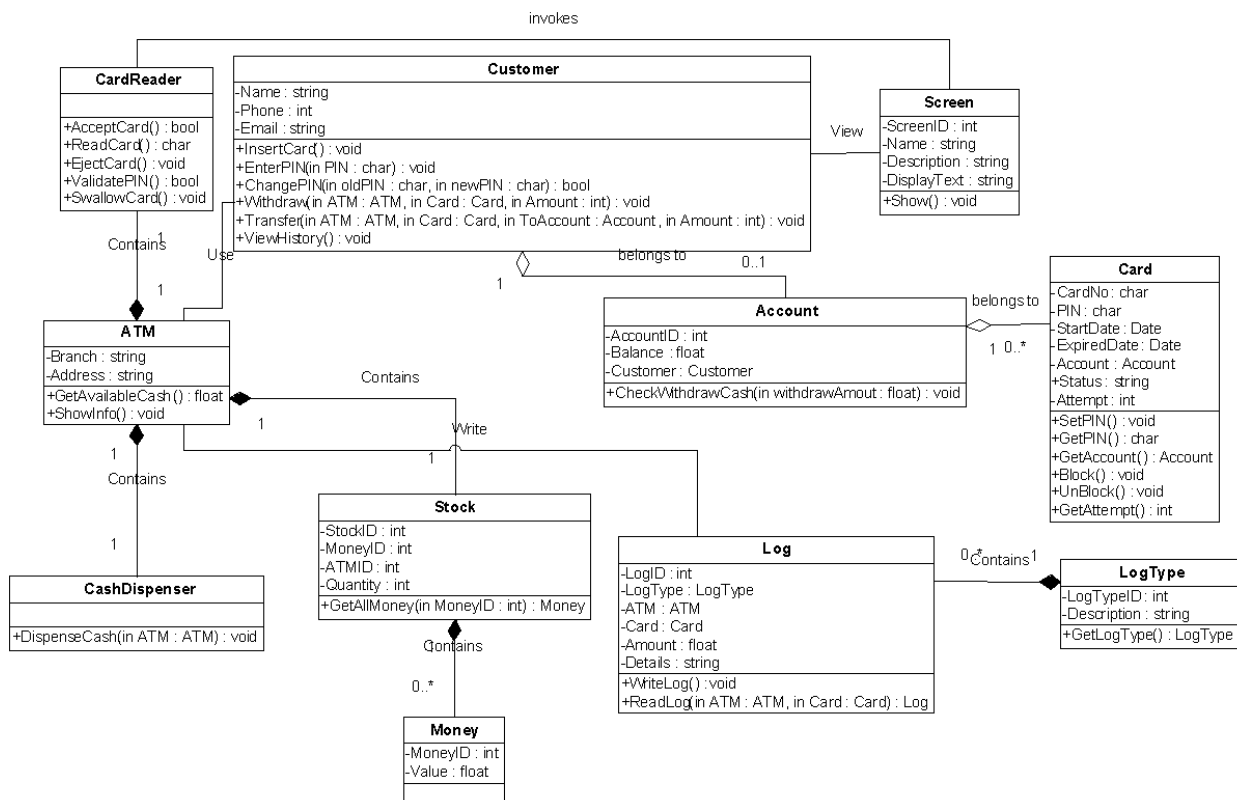 invokes
CardReader
+AcceptCard() : bool
+ReadCard() : char
+EjectCard() : void
+ValidatePIN() : bool
+SwallowCard() : void
Customer
-Name : string
-Phone : int
-Email : string
+InsertCard() : void
+EnterPIN(in PIN : char) : void
+ChangePIN(in oldPIN : char, in newPIN : char) : bool
+Withdraw(in ATM : ATM, in Card : Card, in Amount : int) : void
+Transfer(in ATM : ATM, in Card : Card, in ToAccount : Account, in Amount : int) : void
+ViewHistory() : void
View
Screen
-ScreenID : int
-Name : string
-Description : string
-DisplayText : string
+Show() : void
Contains
1
1
Use
belongs to
1
0..1
Account
-AccountID : int
-Balance : float
-Customer : Customer
+CheckWithdrawCash(in withdrawAmout : float) : void
belongs to
1
0..*
Card
-CardNo : char
-PIN : char
-StartDate : Date
-ExpiredDate : Date
-Account : Account
+Status : string
-Attempt : int
+SetPIN() : void
+GetPIN() : char
+GetAccount() : Account
+Block() : void
+UnBlock() : void
+GetAttempt() : int
ATM
-Branch : string
-Address : string
+GetAvailableCash() : float
+ShowInfo() : void
Contains
1
Write
1
1
Contains
1
Stock
-StockID : int
-MoneyID : int
-ATMID : int
-Quantity : int
+GetAllMoney(in MoneyID : int) : Money
CashDispenser
+DispenseCash(in ATM : ATM) : void
Log
-LogID : int
-LogType : LogType
-ATM : ATM
-Card : Card
-Amount : float
-Details : string
+WriteLog() : void
+ReadLog(in ATM : ATM, in Card : Card) : Log
0..*
Contains
1
LogType
-LogTypeID : int
-Description : string
+GetLogType() : LogType
1
Contains
0..*
Money
-MoneyID : int
-Value : float